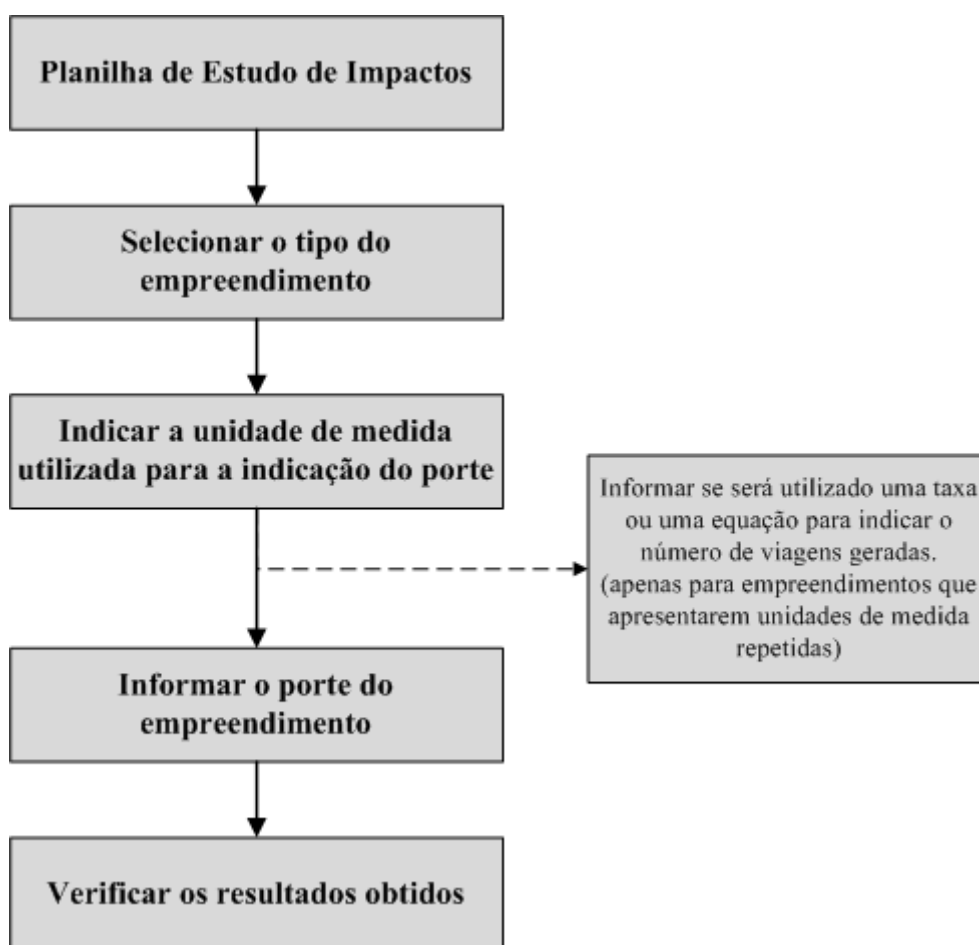 Planilha de Estudo de Impactos
Selecionar o tipo do
empreendimento
Indicar a unidade de medida
utilizada para a indicação do porte
Informar se será utilizado uma taxa
ou uma equação para indicar o
número de viagens geradas.
(apenas para empreendimentos que
apresentarem unidades de medida
repetidas)
Informar o porte do
empreendimento
Verificar os resultados obtidos